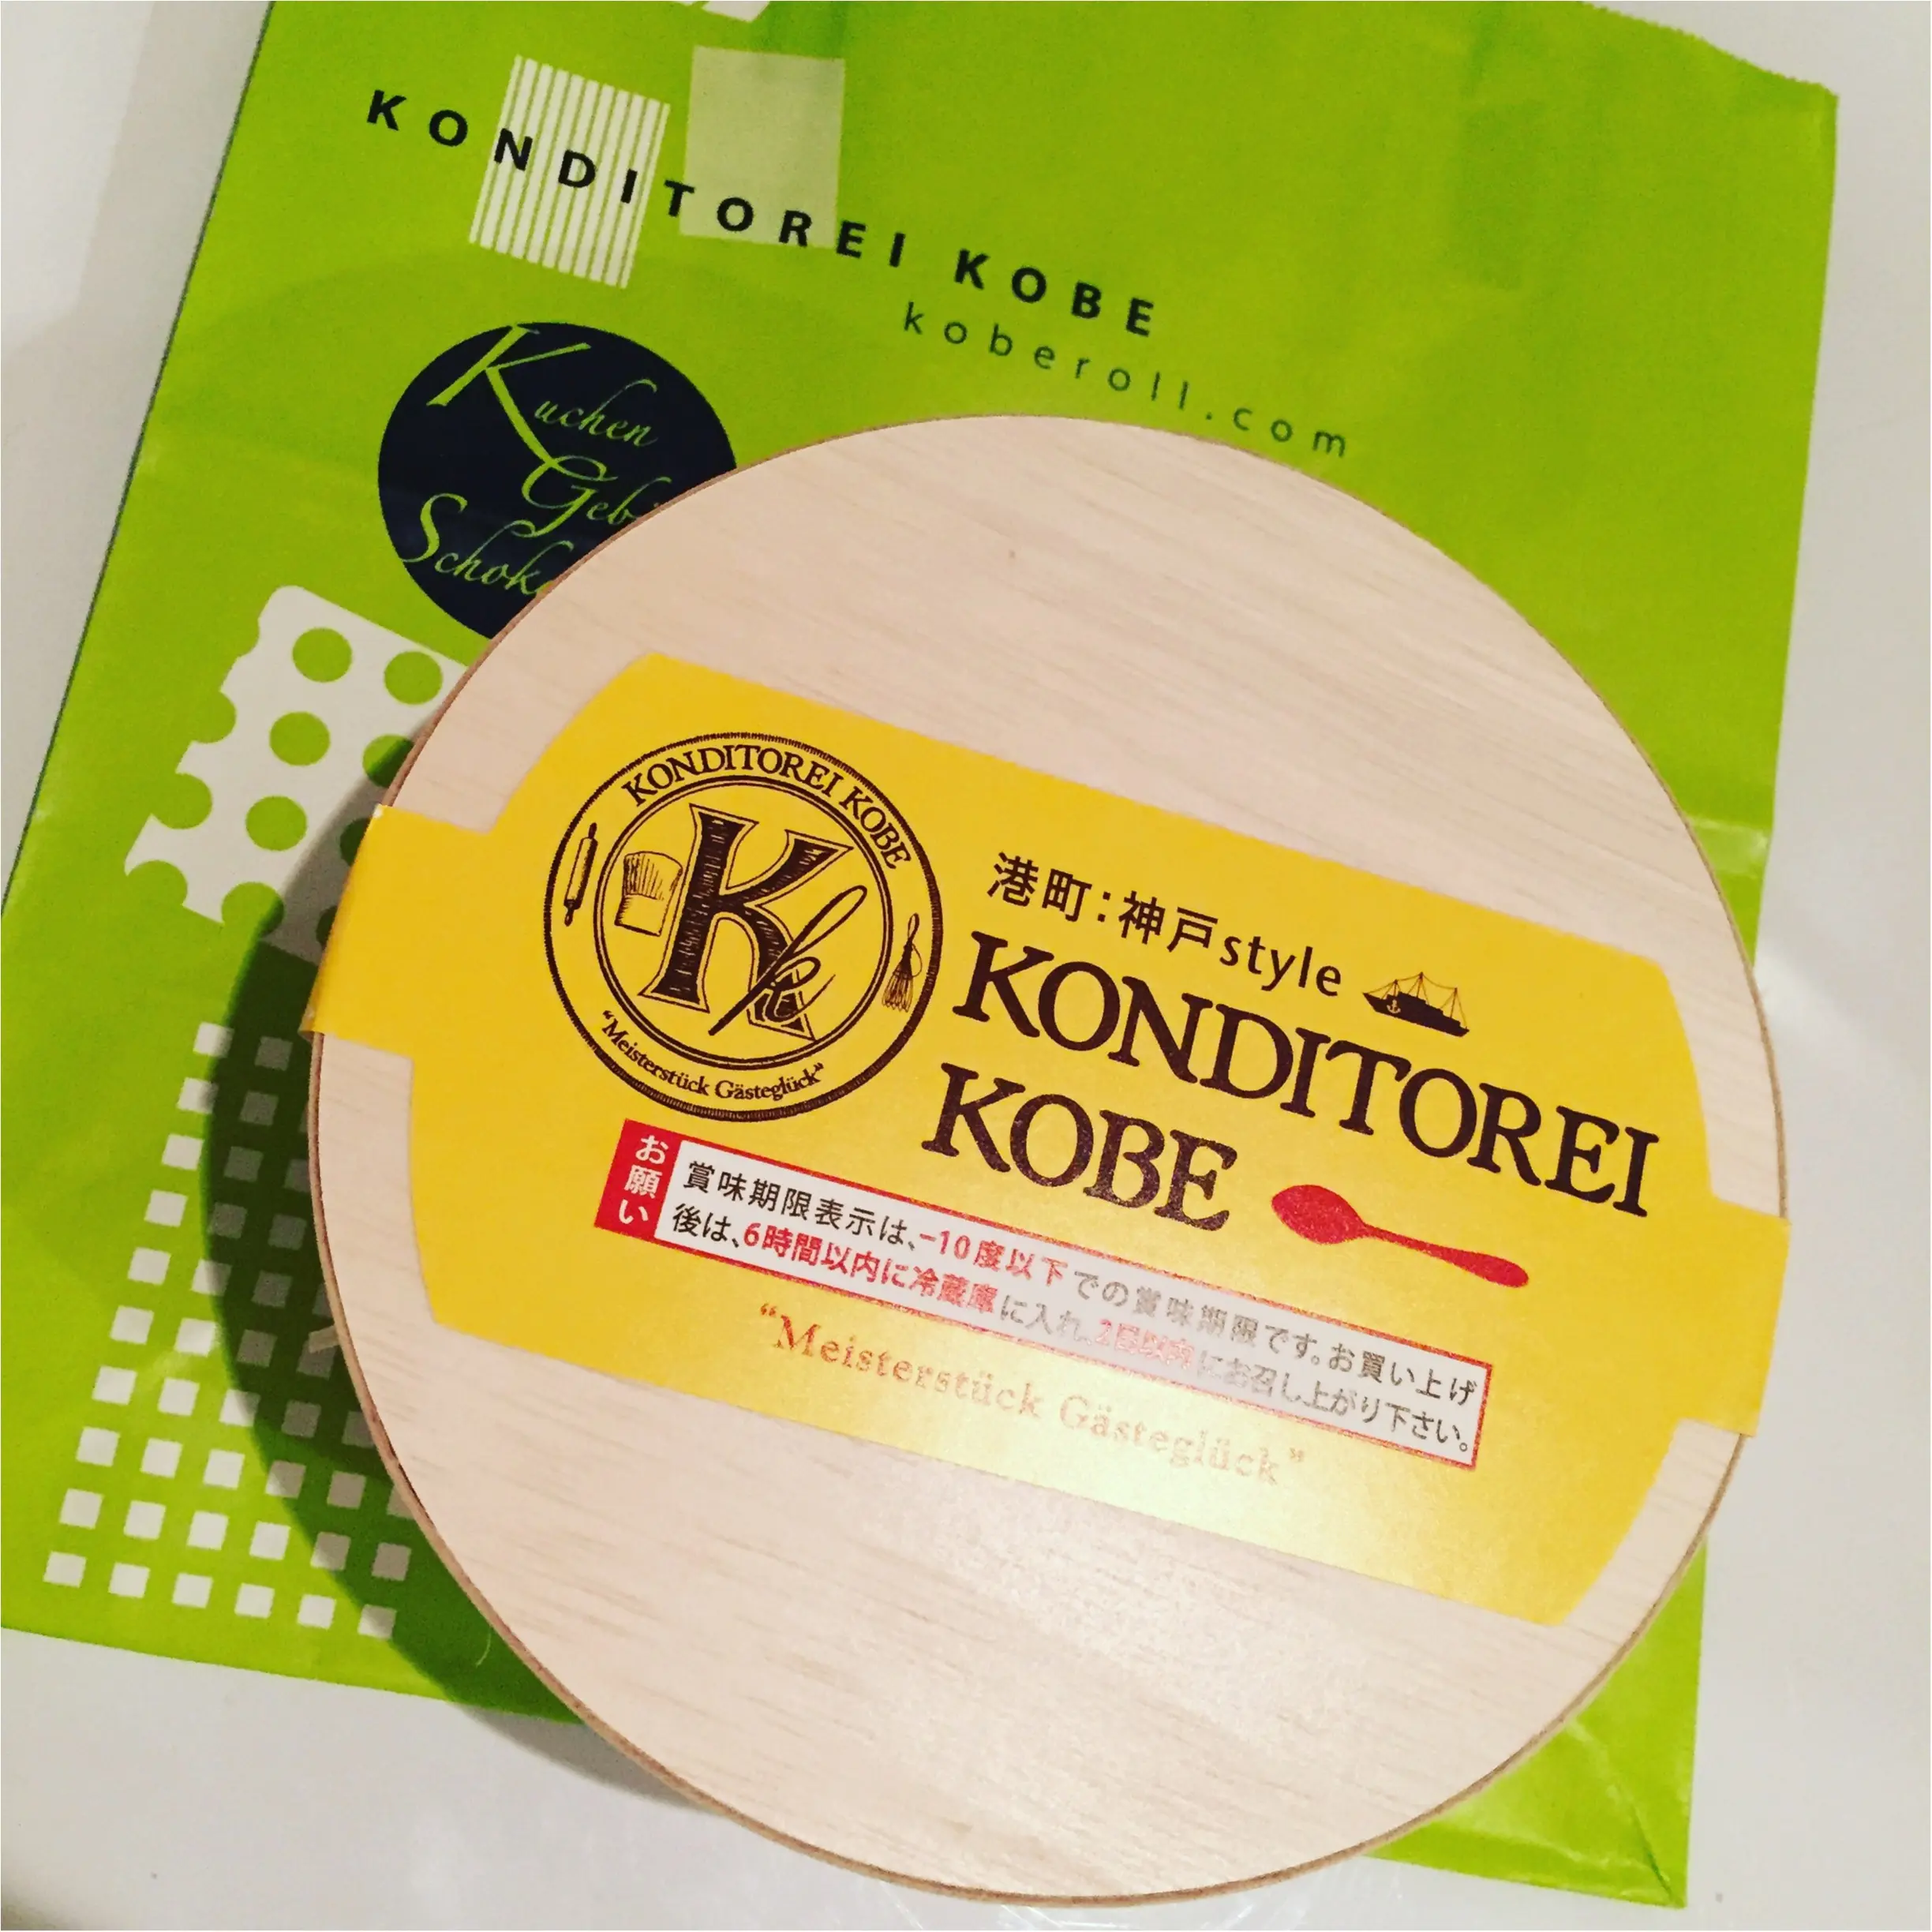 KONDITOREI KOBE
koberoll.com
Kuchen
Geb
Schok
KONDITOREI KOBE
K
"Meisterstück Gästeglück"
港町:神戸style
KONDITOREI
KOBE
お願い
賞味期限表示は、-10度以下での賞味期限です。お買い上げ
後は、6時間以内に冷蔵庫に入れ、2日以内にお召し上がり下さい。
"Meisterstück Gästeglück"